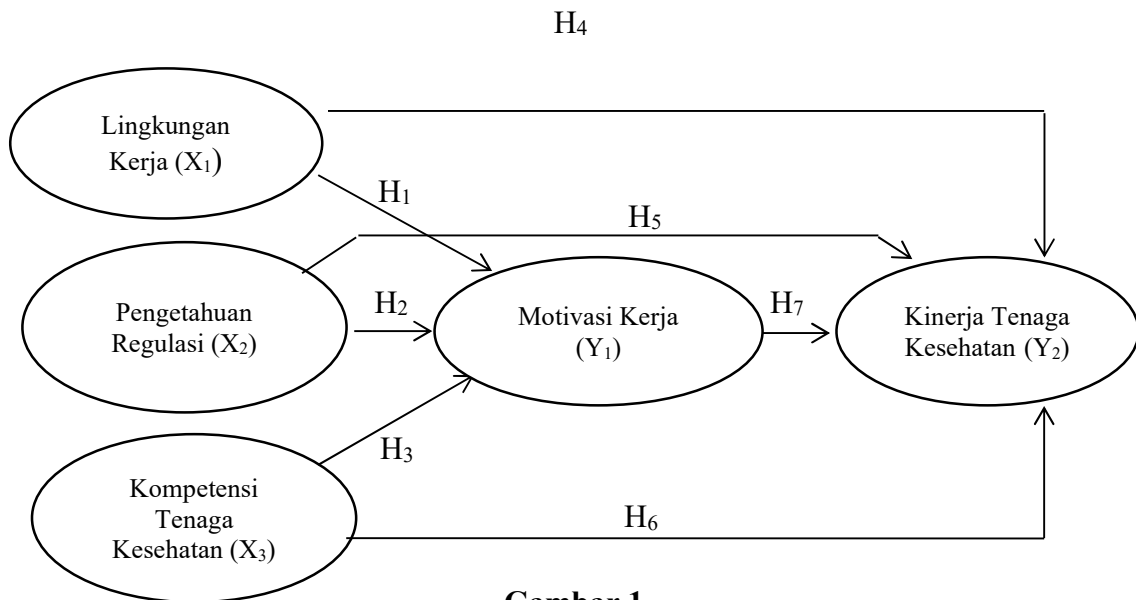 H4
Lingkungan
Kerja (X1)
H1
H5
Pengetahuan
Regulasi (X2)
H2
Motivasi Kerja
(Y1)
H7
Kinerja Tenaga
Kesehatan (Y2)
H3
Kompetensi
Tenaga
Kesehatan (X3)
H6
Gambar 1